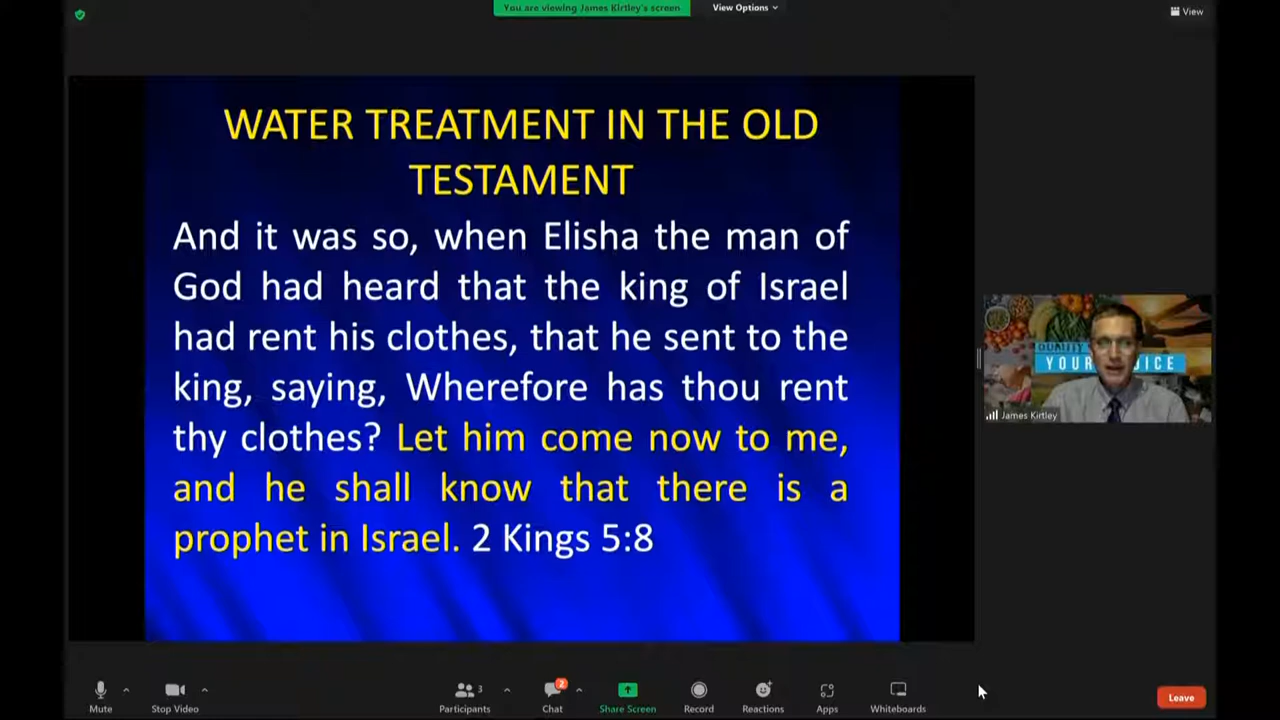 You are viewing James Kirtley's screen
View Options
View
WATER TREATMENT IN THE OLD
TESTAMENT
And it was so, when Elisha the man of
God had heard that the king of Israel
had rent his clothes, that he sent to the
king, saying, Wherefore has thou rent
thy clothes? Let him come now to me,
and he shall know that there is a
prophet in Israel. 2 Kings 5:8
QUALITY
YOUR
ICE
James Kirtley
Mute
Stop Video
3
Participants
2
Chat
Share Screen
Record
Reactions
Apps
Whiteboards
Leave